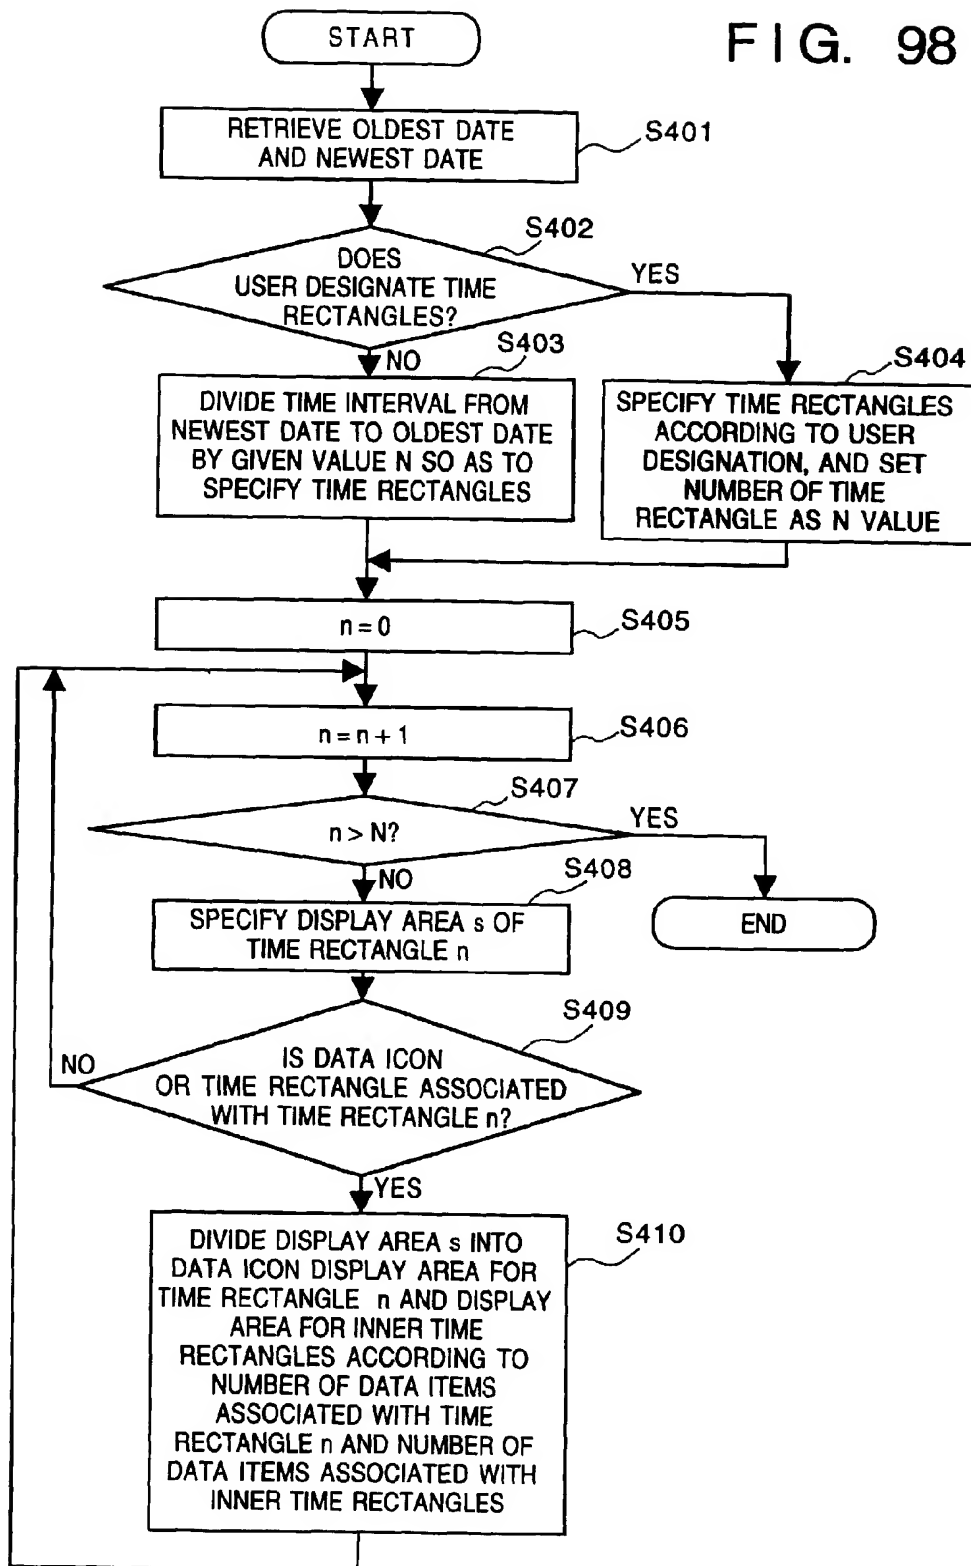 FIG. 98
START
RETRIEVE OLDEST DATE
AND NEWEST DATE
S401
S402
DOES
USER DESIGNATE TIME
RECTANGLES?
YES
S403
NO
S404
DIVIDE TIME INTERVAL FROM
NEWEST DATE TO OLDEST DATE
BY GIVEN VALUE N SO AS TO
SPECIFY TIME RECTANGLES
SPECIFY TIME RECTANGLES
ACCORDING TO USER
DESIGNATION, AND SET
NUMBER OF TIME
RECTANGLE AS N VALUE
n = 0
S405
n = n + 1
S406
S407
n > N?
YES
NO
S408
SPECIFY DISPLAY AREA s OF
TIME RECTANGLE n
END
S409
NO
IS DATA ICON
OR TIME RECTANGLE ASSOCIATED
WITH TIME RECTANGLE n?
YES
S410
DIVIDE DISPLAY AREA s INTO
DATA ICON DISPLAY AREA FOR
TIME RECTANGLE n AND DISPLAY
AREA FOR INNER TIME
RECTANGLES ACCORDING TO
NUMBER OF DATA ITEMS
ASSOCIATED WITH TIME
RECTANGLE n AND NUMBER OF
DATA ITEMS ASSOCIATED WITH
INNER TIME RECTANGLES